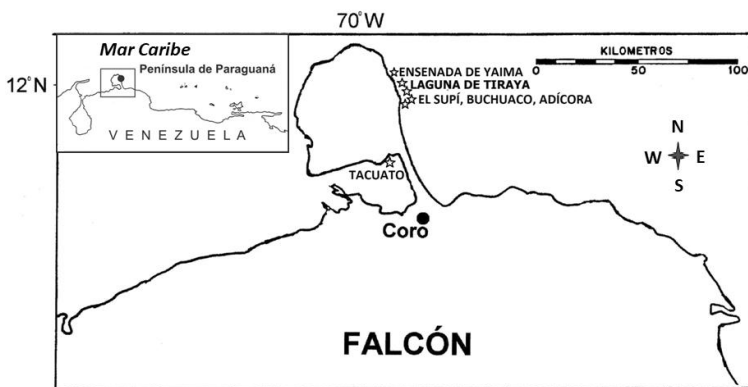 70°W
12°N
Mar Caribe
Península de Paraguaná
VENEZUELA
KILOMETROS
0 50 100
ENSENADA DE YAIMA
LAGUNA DE TIRAYA
EL SUPÍ, BUCHUACO, ADÍCORA
N
W E
S
TACUATO
Coro
FALCÓN